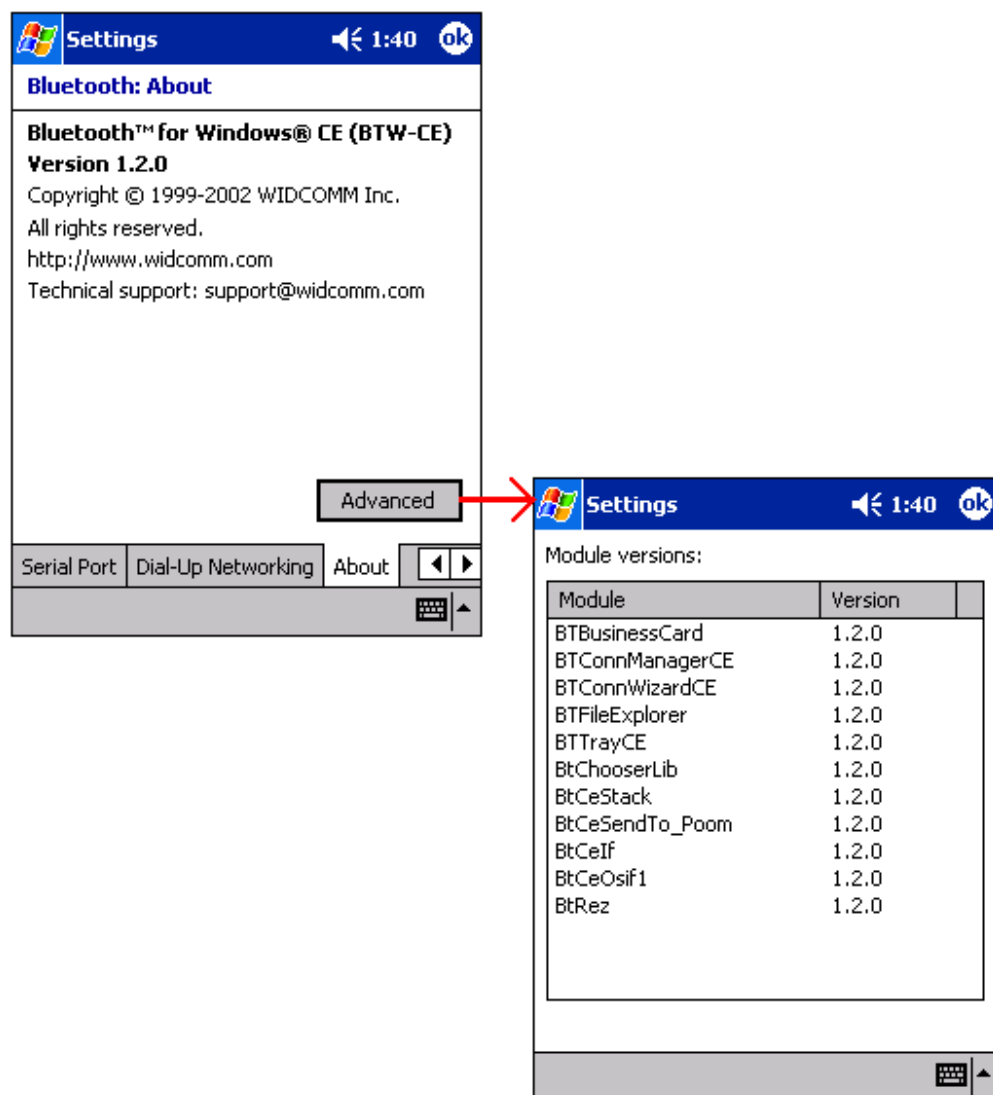 Settings 1:40 ok
Bluetooth: About
Bluetooth™ for Windows® CE (BTW-CE)
Version 1.2.0
Copyright © 1999-2002 WIDCOMM Inc.
All rights reserved.
http://www.widcomm.com
Technical support: support@widcomm.com
Advanced
Serial Port Dial-Up Networking About
Settings 1:40 ok
Module versions:
Module Version
BTBusinessCard 1.2.0
BTConnManagerCE 1.2.0
BTConnWizardCE 1.2.0
BTFileExplorer 1.2.0
BTTrayCE 1.2.0
BtChooserLib 1.2.0
BtCeStack 1.2.0
BtCeSendTo_Poom 1.2.0
BtCeIf 1.2.0
BtCeOsif1 1.2.0
BtRez 1.2.0